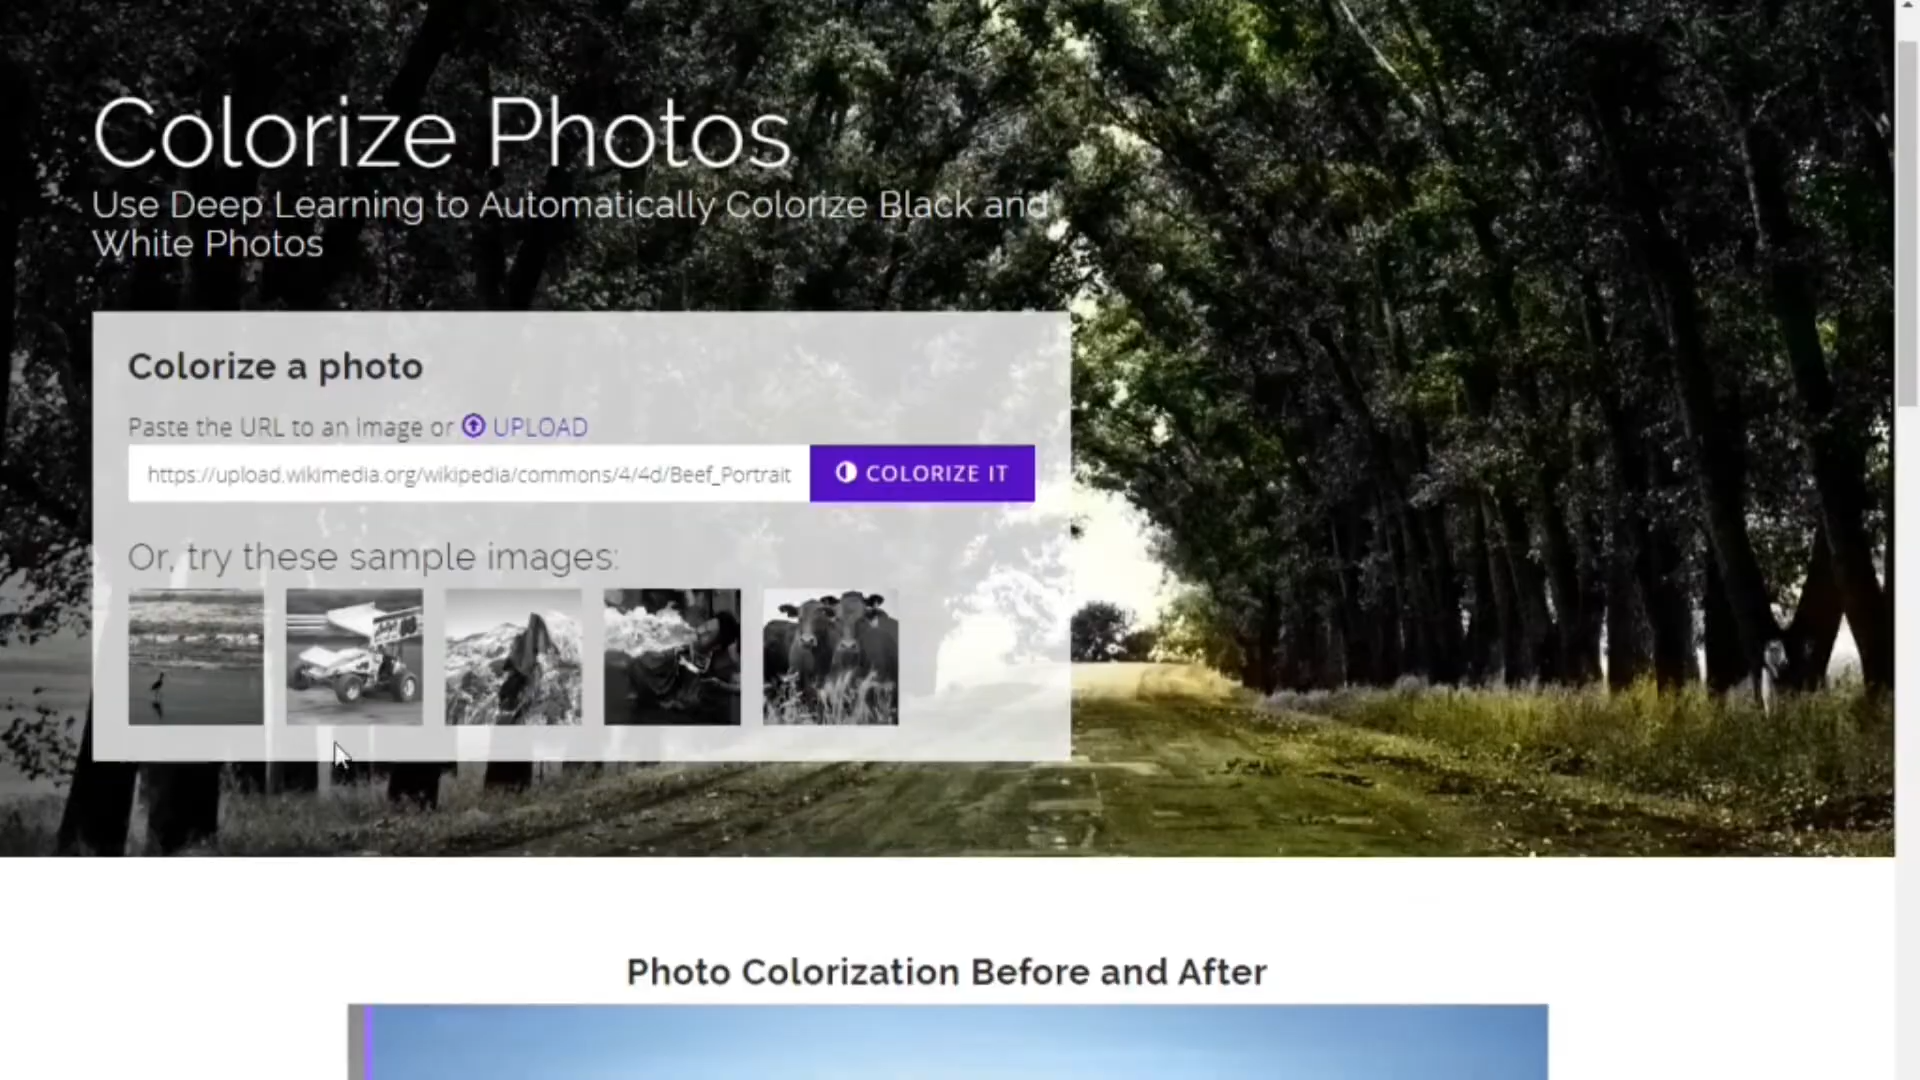 Colorize Photos
Use Deep Learning to Automatically Colorize Black and
White Photos
Colorize a photo
Paste the URL to an image or UPLOAD
https://upload.wikimedia.org/wikipedia/commons/4/4d/Beef_Portrait
COLORIZE IT
Or, try these sample images:
Photo Colorization Before and After